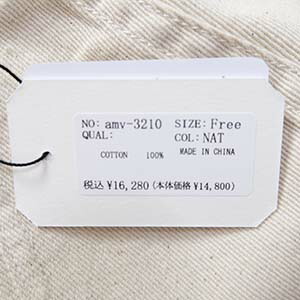 NO: amv-3210 SIZE: Free
QUAL: COL: NAT
COTTON 100% MADE IN CHINA
税込 ¥16,280 (本体価格 ¥14,800)